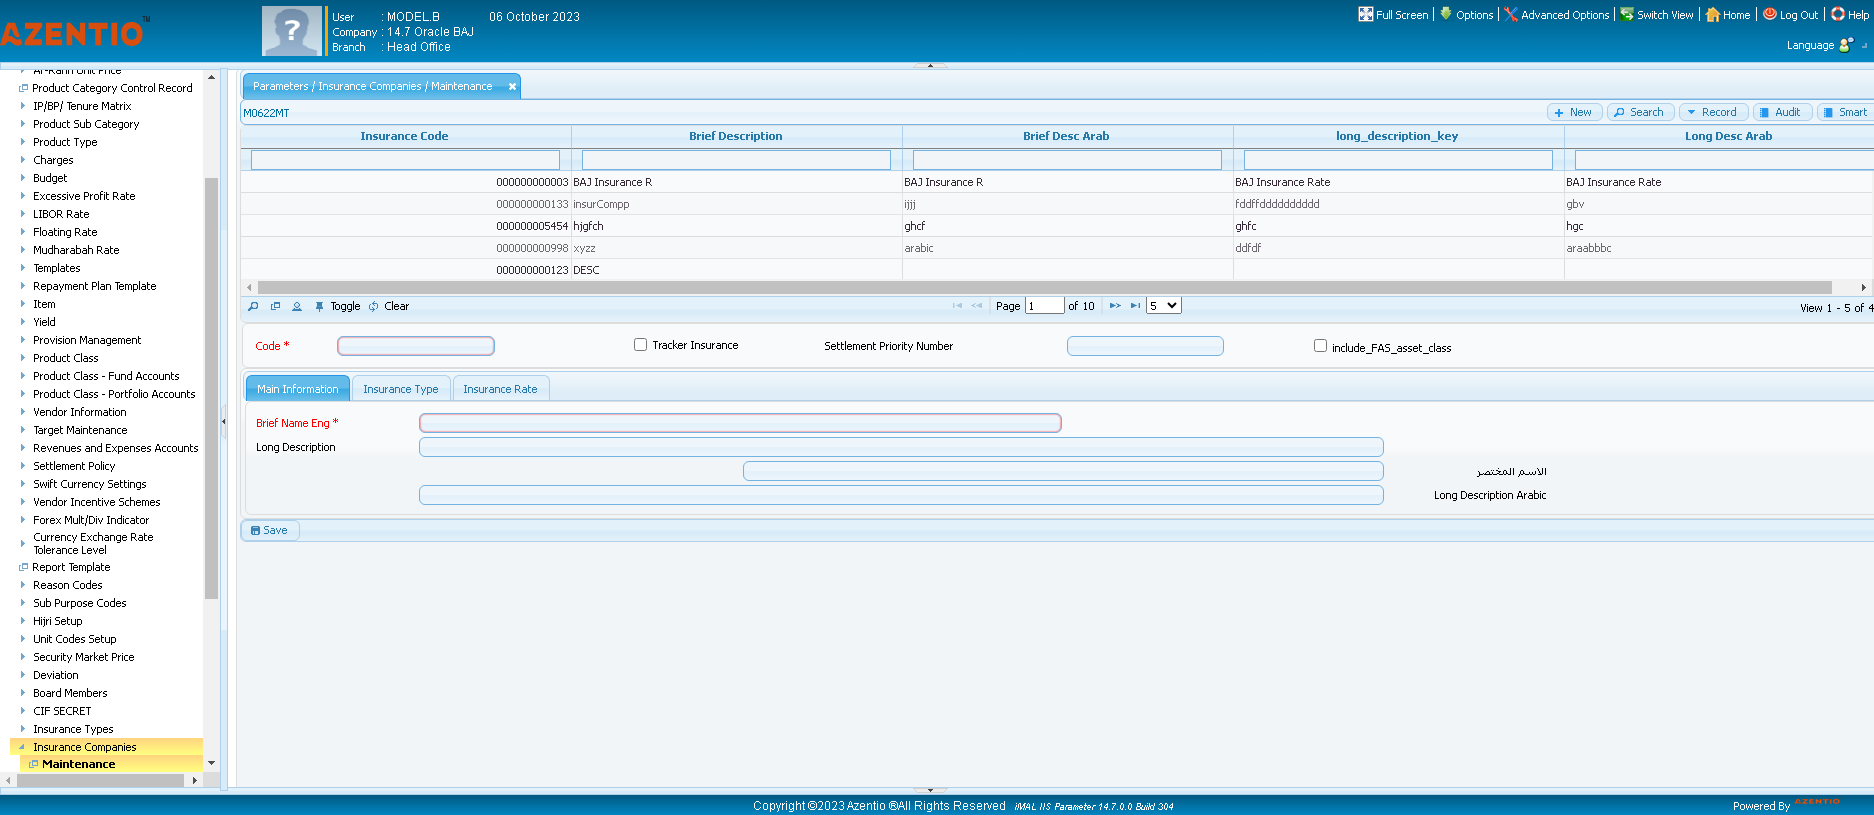 AZENTIO™
User : MODEL.B 06 October 2023
Company : 14.7 Oracle BAJ
Branch : Head Office
Full Screen Options Advanced Options Switch View Home Log Out Help
Language
Product Category Control Record
IP/BP/ Tenure Matrix
Product Sub Category
Product Type
Charges
Budget
Excessive Profit Rate
LIBOR Rate
Floating Rate
Mudharabah Rate
Templates
Repayment Plan Template
Item
Yield
Provision Management
Product Class
Product Class - Fund Accounts
Product Class - Portfolio Accounts
Vendor Information
Target Maintenance
Revenues and Expenses Accounts
Settlement Policy
Swift Currency Settings
Vendor Incentive Schemes
Forex Mult/Div Indicator
Currency Exchange Rate
Tolerance Level
Report Template
Reason Codes
Sub Purpose Codes
Hijri Setup
Unit Codes Setup
Security Market Price
Deviation
Board Members
CIF SECRET
Insurance Types
Insurance Companies
Maintenance
Parameters / Insurance Companies / Maintenance
M0622MT
New Search Record Audit Smart
Insurance Code Brief Description Brief Desc Arab long_description_key Long Desc Arab
000000000003 BAJ Insurance R BAJ Insurance R BAJ Insurance Rate BAJ Insurance Rate
000000000133 insurCompp ijjj fddffdddddddddd gbv
000000005454 hjgfch ghcf ghfc hgc
000000000998 xyzz arabic ddfdf araabbbc
000000000123 DESC
Toggle Clear Page 1 of 10 5 View 1 - 5 of 4
Code * Tracker Insurance Settlement Priority Number include_FAS_asset_class
Main Information Insurance Type Insurance Rate
Brief Name Eng *
Long Description
الاسم المختصر
Long Description Arabic
Save
Copyright ©2023 Azentio ®All Rights Reserved iMAL IIS Parameter 14.7.0.0 Build 304
Powered By AZENTIO